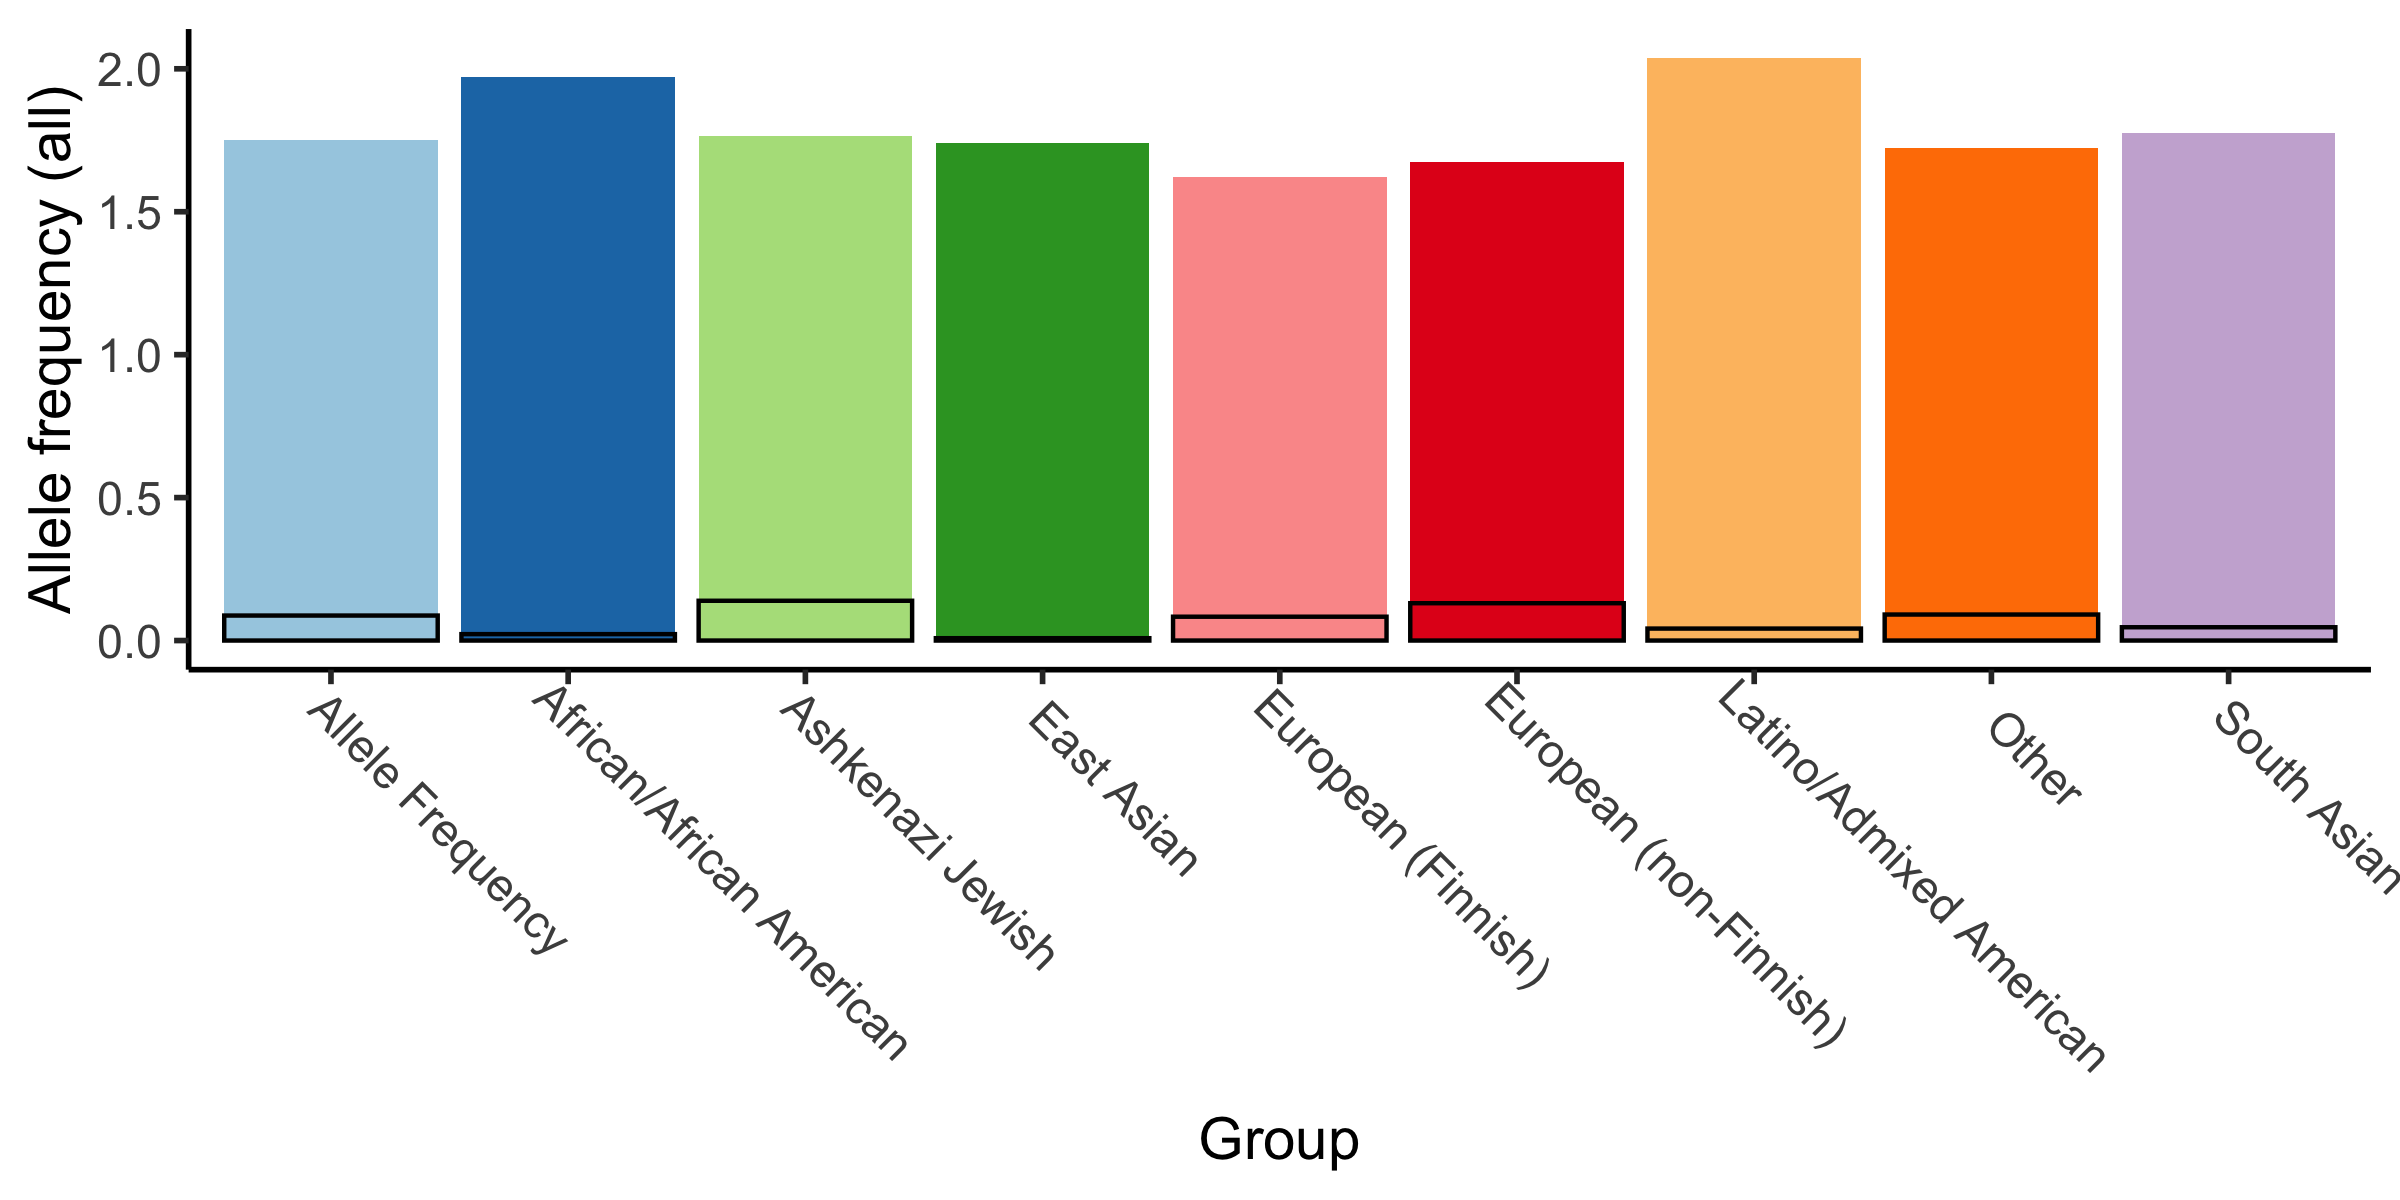 Allele frequency (all)
2.0
1.5
1.0
0.5
0.0
Allele Frequency
African/African American
Ashkenazi Jewish
East Asian
European (Finnish)
European (non-Finnish)
Latino/Admixed American
Other
South Asian
Group